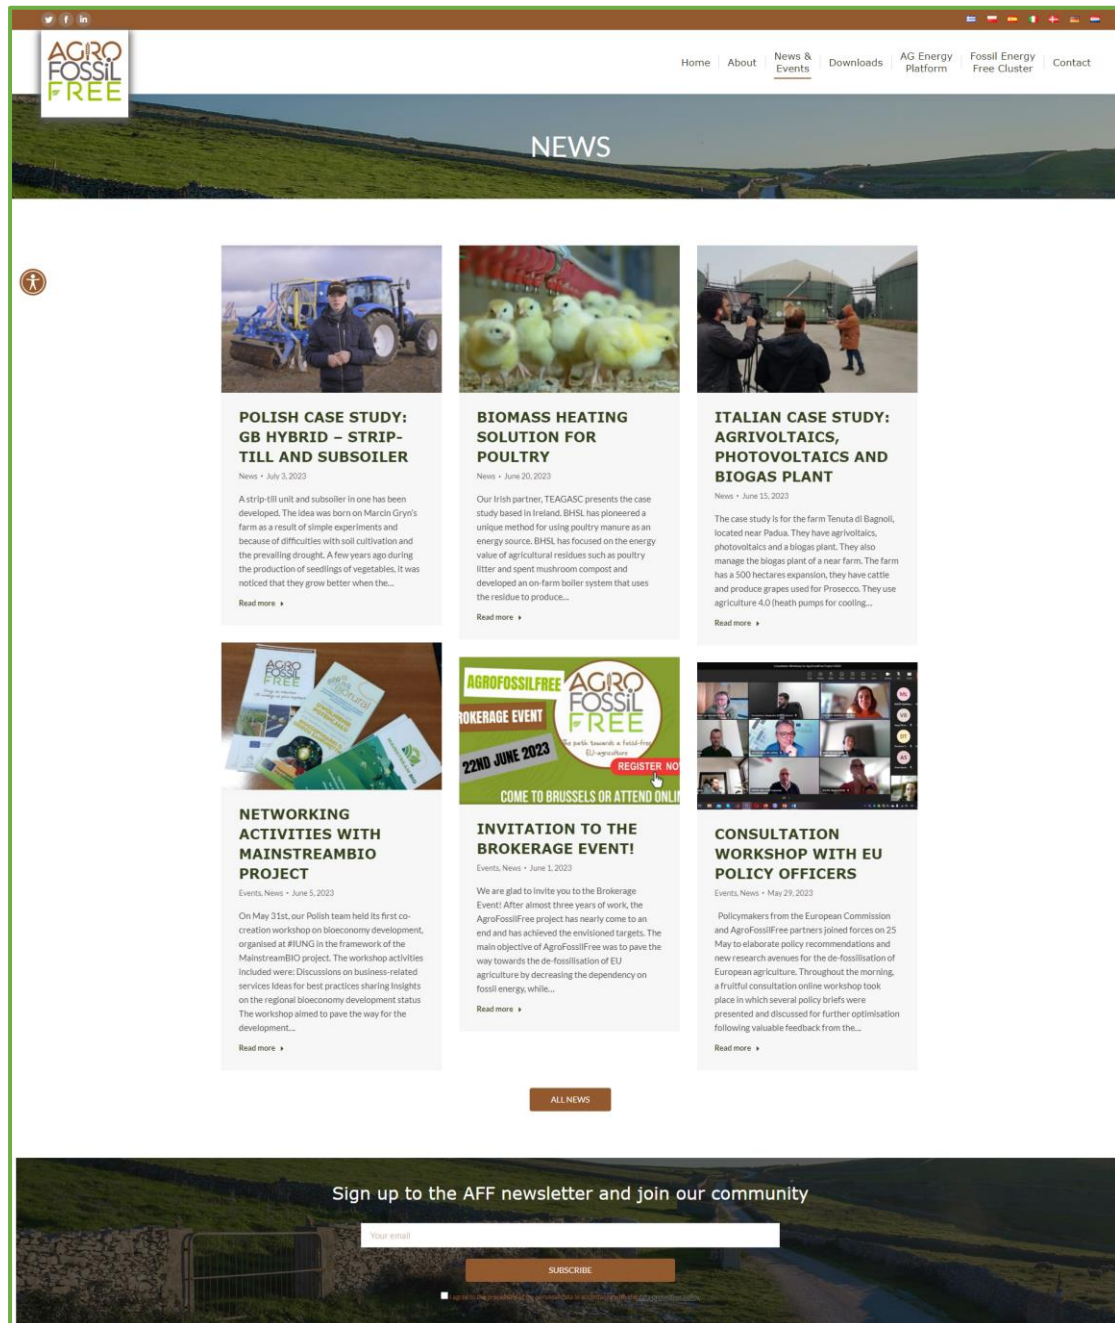 AGRO
FOSSIL
FREE
Home
About
News &
Events
Downloads
AG Energy
Platform
Fossil Energy
Free Cluster
Contact
NEWS
POLISH CASE STUDY:
GB HYBRID – STRIP-
TILL AND SUBSOILER
News • July 3, 2023
A strip-till unit and subsoiler in one has been
developed. The idea was born on Marcin Gryn's
farm as a result of simple experiments and
because of difficulties with soil cultivation and
the prevailing drought. A few years ago during
the production of seedlings of vegetables, it was
noticed that they grow better when the...
Read more
BIOMASS HEATING
SOLUTION FOR
POULTRY
News • June 20, 2023
Our Irish partner, TEAGASC presents the case
study based in Ireland. BHSL has pioneered a
unique method for using poultry manure as an
energy source. BHSL has focused on the energy
value of agricultural residues such as poultry
litter and spent mushroom compost and
developed an on-farm boiler system that uses
the residue to produce...
Read more
ITALIAN CASE STUDY:
AGRIVOLTAICS,
PHOTOVOLTAICS AND
BIOGAS PLANT
News • June 15, 2023
The case study is for the farm Tenuta di Bagnoli,
located near Padua. They have agrivoltaics,
photovoltaics and a biogas plant. They also
manage the biogas plant of a near farm. The farm
has a 500 hectares expansion, they have cattle
and produce grapes used for Prosecco. They use
agriculture 4.0 (heath pumps for cooling...
Read more
AGRO
FOSSIL
FREE
NETWORKING
ACTIVITIES WITH
MAINSTREAMBIO
PROJECT
Events, News • June 5, 2023
On May 31st, our Polish team held its first co-
creation workshop on bioeconomy development,
organised at #IUNG in the framework of the
MainstreamBIO project. The workshop activities
included were: Discussions on business-related
services Ideas for best practices sharing Insights
on the regional bioeconomy development status
The workshop aimed to pave the way for the
development...
Read more
AGROFOSSILFREE
OKERAGE EVENT
22ND JUNE 2023
AGRO
FOSSIL
FREE
The path towards a fossil-free
EU-agriculture
REGISTER NO
COME TO BRUSSELS OR ATTEND ONLI
INVITATION TO THE
BROKERAGE EVENT!
Events, News • June 1, 2023
We are glad to invite you to the Brokerage
Event! After almost three years of work, the
AgroFossilFree project has nearly come to an
end and has achieved the envisioned targets. The
main objective of AgroFossilFree was to pave the
way towards the de-fossilisation of EU
agriculture by decreasing the dependency on
fossil energy, while...
Read more
VB
DT
AS
CONSULTATION
WORKSHOP WITH EU
POLICY OFFICERS
Events, News • May 29, 2023
Policymakers from the European Commission
and AgroFossilFree partners joined forces on 25
May to elaborate policy recommendations and
new research avenues for the de-fossilisation of
European agriculture. Throughout the morning,
a fruitful consultation online workshop took
place in which several policy briefs were
presented and discussed for further optimisation
following valuable feedback from the...
Read more
ALL NEWS
Sign up to the AFF newsletter and join our community
Your email
SUBSCRIBE